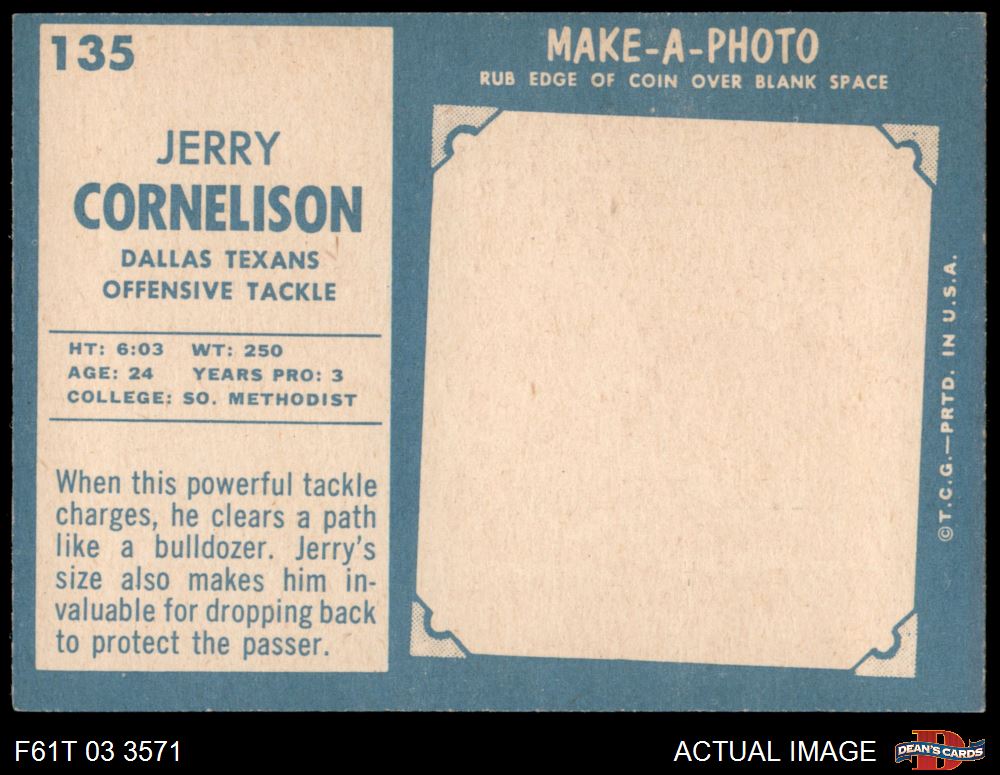 135
JERRY
CORNELISON
DALLAS TEXANS
OFFENSIVE TACKLE
HT: 6:03 WT: 250
AGE: 24 YEARS PRO: 3
COLLEGE: SO. METHODIST
When this powerful tackle
charges, he clears a path
like a bulldozer. Jerry's
size also makes him in-
valuable for dropping back
to protect the passer.
MAKE-A-PHOTO
RUB EDGE OF COIN OVER BLANK SPACE
©T.C.G.—PRTD. IN U.S.A.
F61T 03 3571
ACTUAL IMAGE
D
DEAN'S CARDS